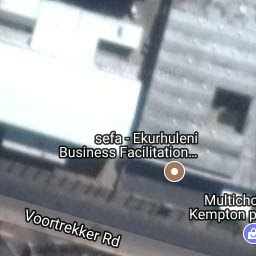 sefa - Ekurhuleni
Business Facilitation...
Multicho
Kempton p
Voortrekker Rd